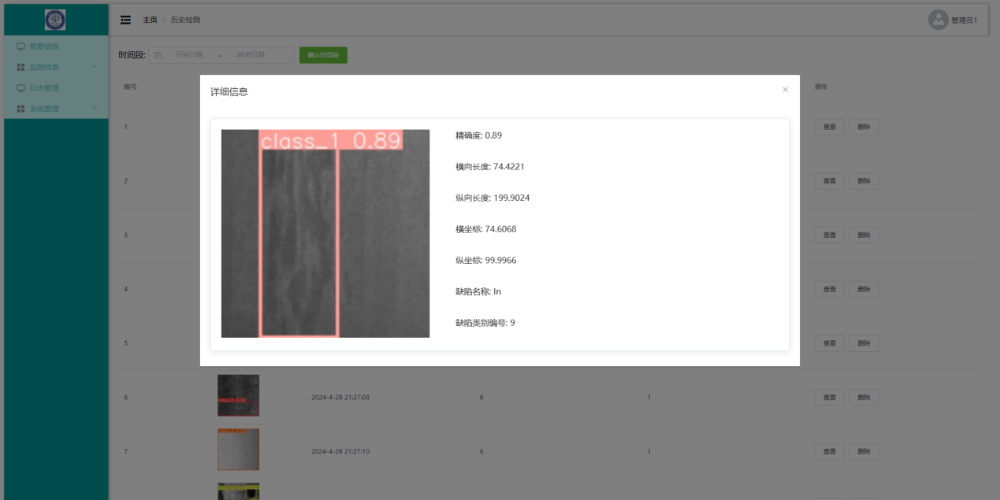 主页 > 历史检测
管理员1
概要信息
监测信息
日志管理
系统管理
时间段: 开始日期 - 结束日期 确认时间段
编号 操作
详细信息
class_1 0.89
精确度: 0.89
横向长度: 74.4221
纵向长度: 199.9024
横坐标: 74.6068
纵坐标: 99.9966
缺陷名称: In
缺陷类别编号: 9
1 查看 删除
2 查看 删除
3 查看 删除
4 查看 删除
5 查看 删除
6 2024-4-28 21:27:08 6 1 查看 删除
7 2024-4-28 21:27:10 6 1 查看 删除